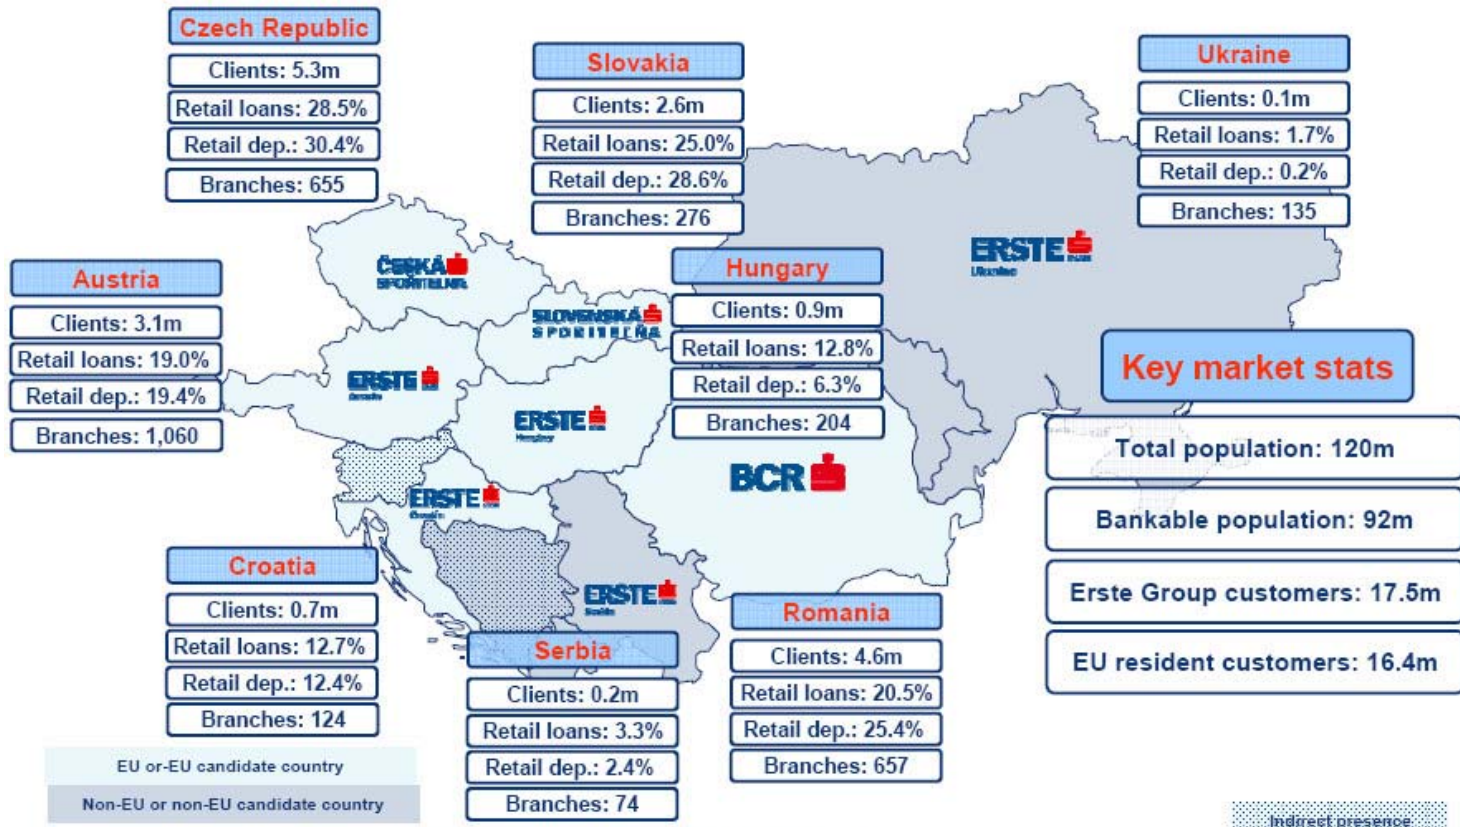 Czech Republic
Clients: 5.3m
Retail loans: 28.5%
Retail dep.: 30.4%
Branches: 655
Slovakia
Clients: 2.6m
Retail loans: 25.0%
Retail dep.: 28.6%
Branches: 276
Ukraine
Clients: 0.1m
Retail loans: 1.7%
Retail dep.: 0.2%
Branches: 135
Austria
Clients: 3.1m
Retail loans: 19.0%
Retail dep.: 19.4%
Branches: 1,060
Hungary
Clients: 0.9m
Retail loans: 12.8%
Retail dep.: 6.3%
Branches: 204
ČESKÁ
SPOŘITELNA
SLOVENSKÁ
SPORITEĽŇA
ERSTE
Ukraine
ERSTE
ERSTE
BCR
ERSTE
Croatia
ERSTE
Key market stats
Total population: 120m
Bankable population: 92m
Erste Group customers: 17.5m
EU resident customers: 16.4m
Croatia
Clients: 0.7m
Retail loans: 12.7%
Retail dep.: 12.4%
Branches: 124
Serbia
Clients: 0.2m
Retail loans: 3.3%
Retail dep.: 2.4%
Branches: 74
Romania
Clients: 4.6m
Retail loans: 20.5%
Retail dep.: 25.4%
Branches: 657
EU or-EU candidate country
Non-EU or non-EU candidate country
Indirect presence